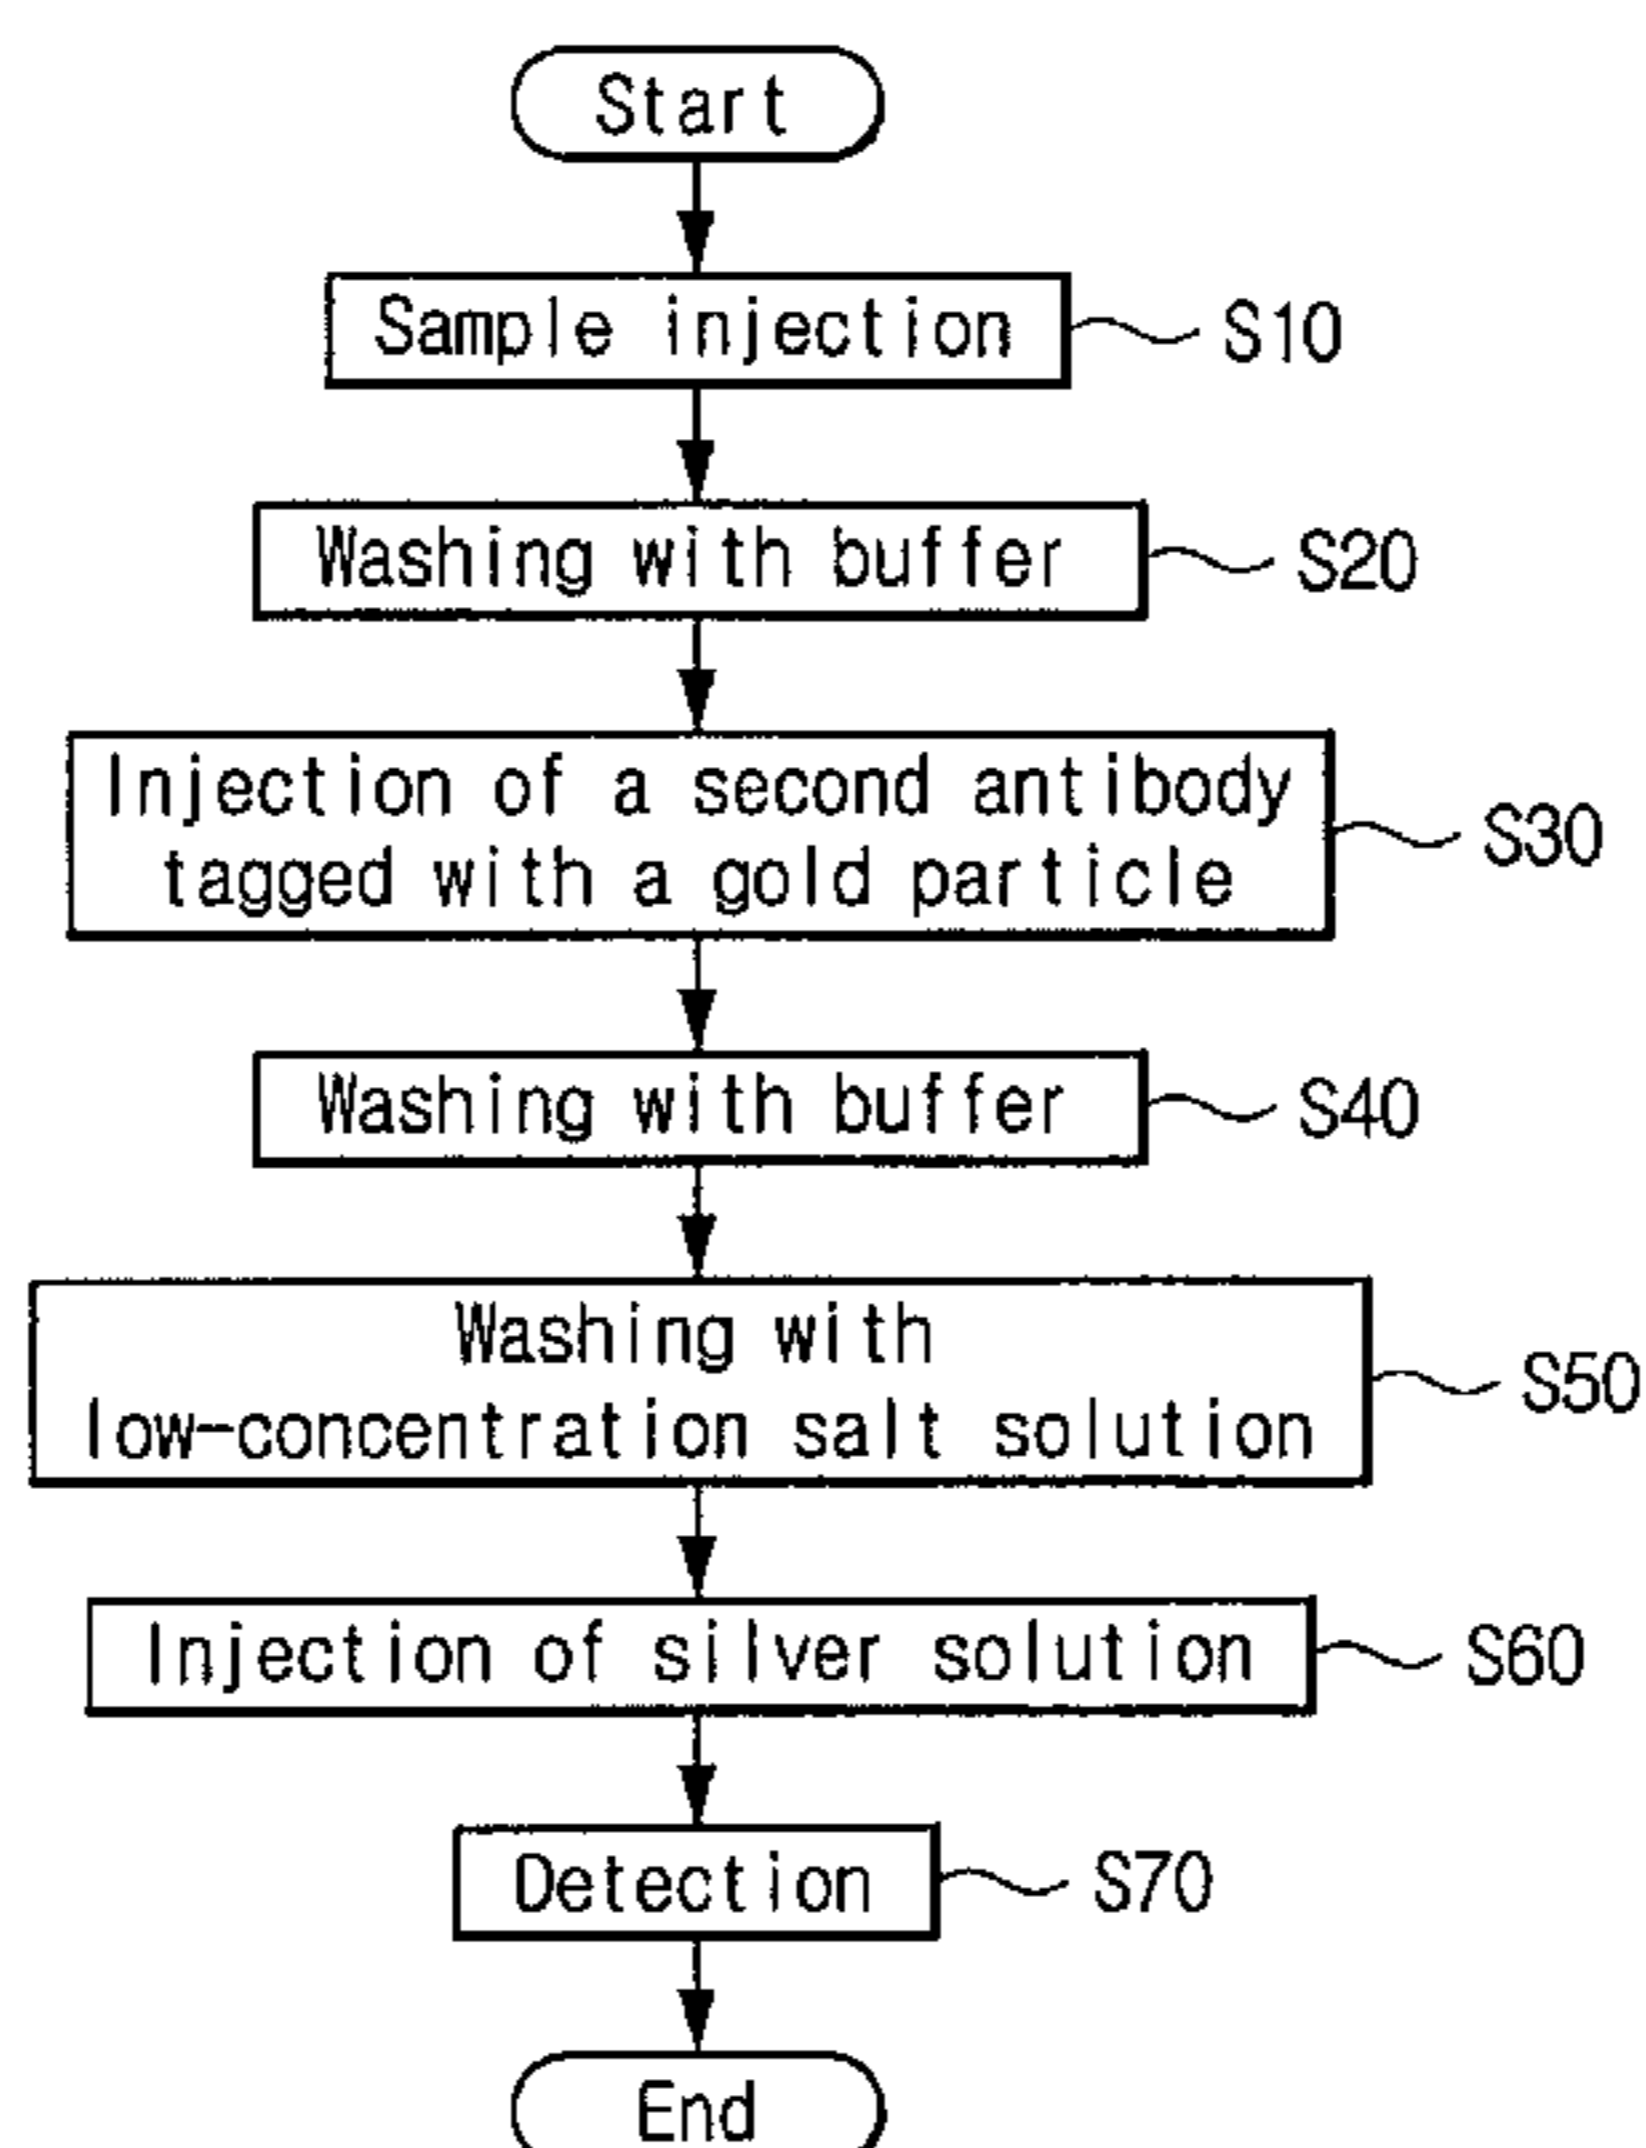 Start
Sample injection
S10
Washing with buffer
S20
Injection of a second antibody
tagged with a gold particle
S30
Washing with buffer
S40
Washing with
low-concentration salt solution
S50
Injection of silver solution
S60
Detection
S70
End